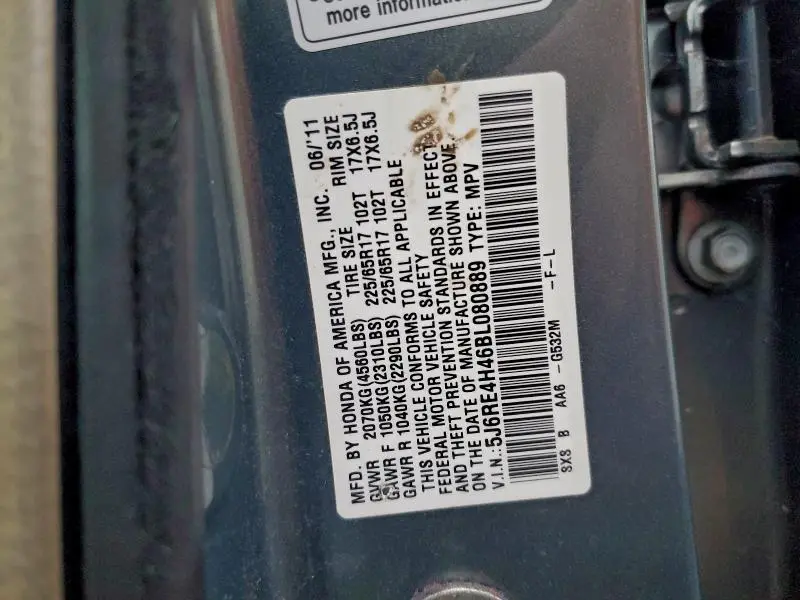 more information
MFD. BY HONDA OF AMERICA MFG., INC. 06/'11
GVWR 2070KG(4560LBS) TIRE SIZE RIM SIZE
GAWR F 1050KG(2310LBS) 225/65R17 102T 17X6.5J
GAWR R 1040KG(2290LBS) 225/65R17 102T 17X6.5J
THIS VEHICLE CONFORMS TO ALL APPLICABLE
FEDERAL MOTOR VEHICLE SAFETY
AND THEFT PREVENTION STANDARDS IN EFFECT
ON THE DATE OF MANUFACTURE SHOWN ABOVE.
V.I.N.:5J6RE4H46BL080889 TYPE: MPV
SXS B AA6 -G532M -F-L